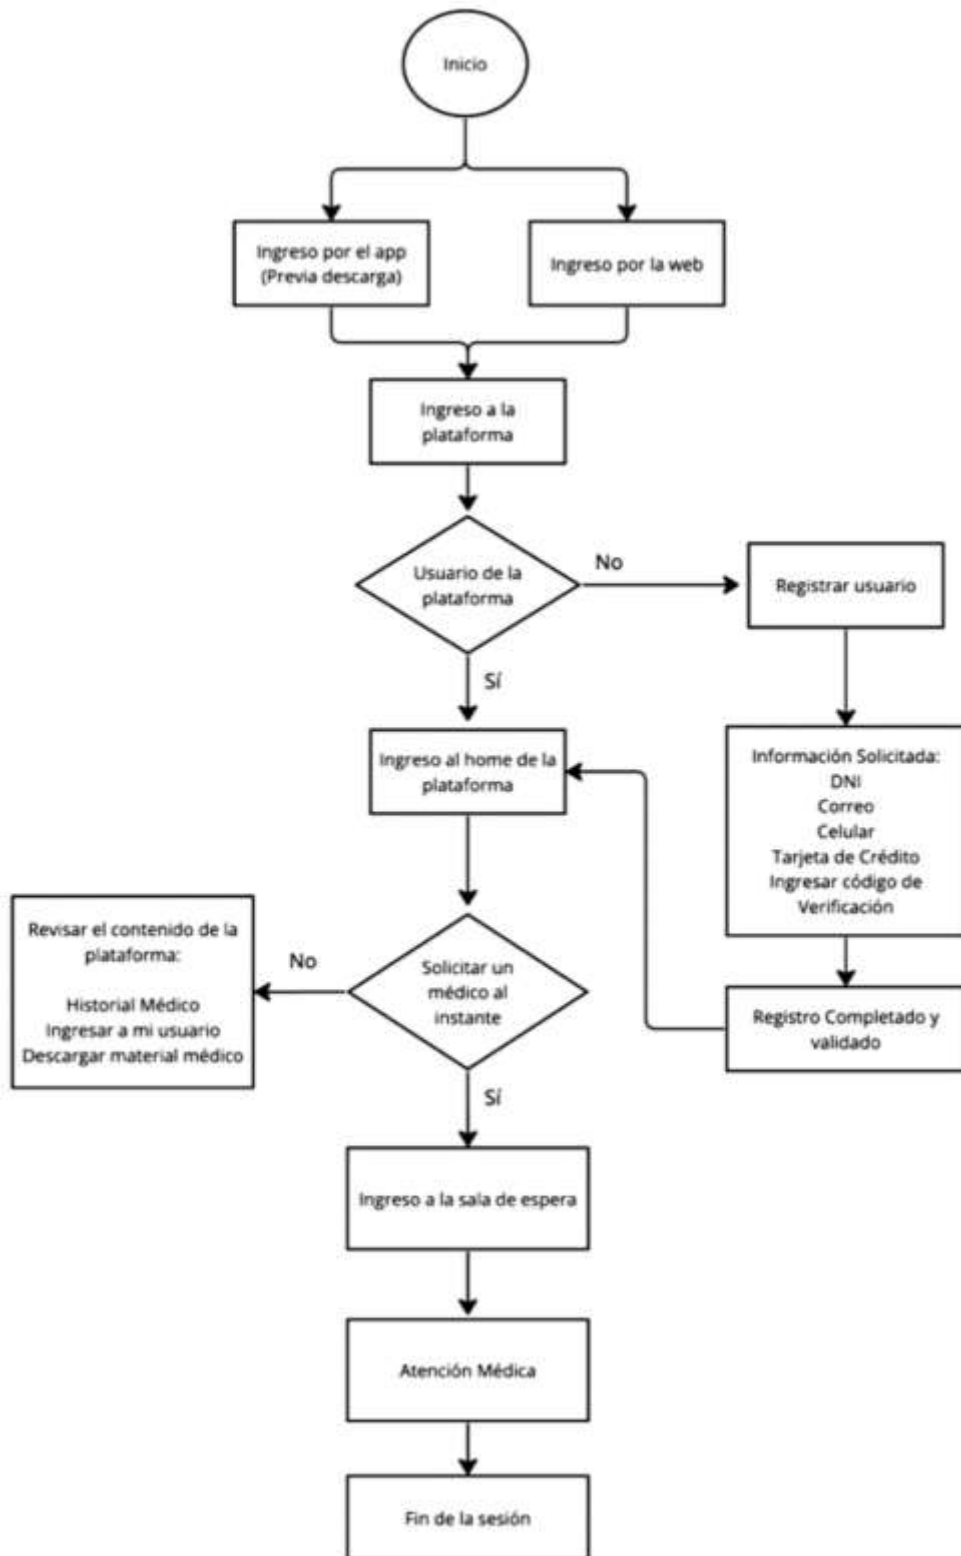 Inicio
Ingreso por el app
(Previa descarga)
Ingreso por la web
Ingreso a la
plataforma
Usuario de la
plataforma
No
Registrar usuario
Sí
Ingreso al home de la
plataforma
Información Solicitada:
DNI
Correo
Celular
Tarjeta de Crédito
Ingresar código de
Verificación
Revisar el contenido de la
plataforma:
Historial Médico
Ingresar a mi usuario
Descargar material médico
No
Solicitar un
médico al
instante
Registro Completado y
validado
Sí
Ingreso a la sala de espera
Atención Médica
Fin de la sesión